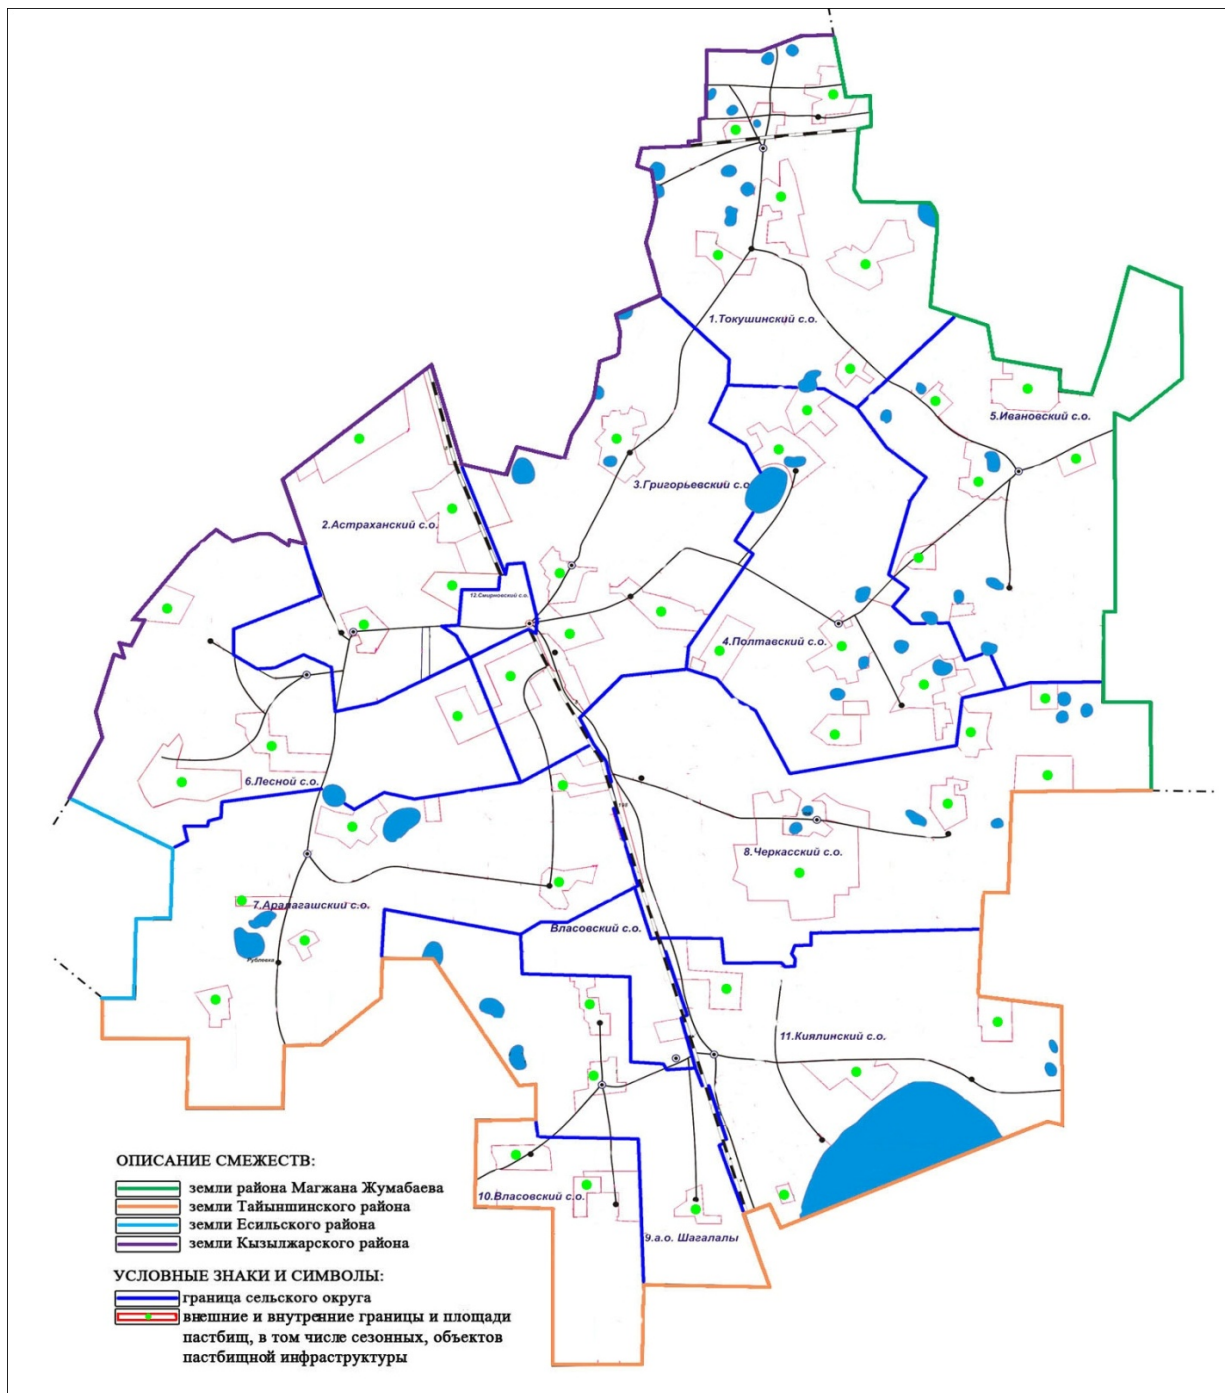 1.Токушинский с.о.
5.Ивановский с.о.
3.Григорьевский с.о.
2.Астраханский с.о.
12.Смирновский с.о.
4.Полтавский с.о.
6.Лесной с.о.
8.Черкасский с.о.
7.Аралагашский с.о.
Власовский с.о.
11.Киялинский с.о.
10.Власовский с.о.
9.а.о. Шагалалы
ОПИСАНИЕ СМЕЖЕСТВ:
земли района Магжана Жумабаева
земли Тайыншинского района
земли Есильского района
земли Кызылжарского района
УСЛОВНЫЕ ЗНАКИ И СИМВОЛЫ:
граница сельского округа
внешние и внутренние границы и площади
пастбищ, в том числе сезонных, объектов
пастбищной инфраструктуры